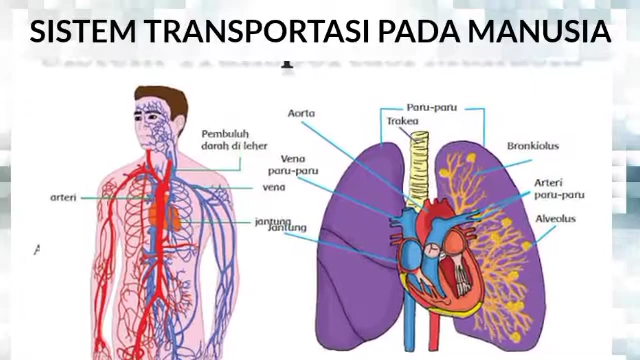 SISTEM TRANSPORTASI PADA MANUSIA
Pembuluh
darah di leher
arteri
vena
jantung
Aorta
Paru-paru
Trakea
Vena
paru-paru
Jantung
Bronkiolus
Arteri
paru-paru
Alveolus